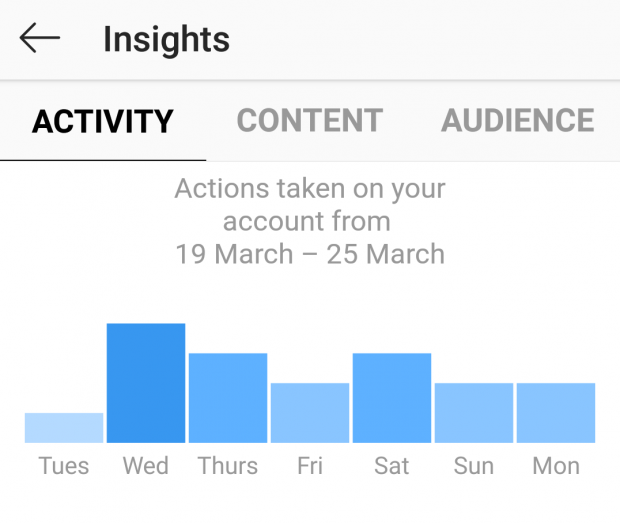 Insights
ACTIVITY CONTENT AUDIENCE
Actions taken on your
account from
19 March – 25 March
Tues Wed Thurs Fri Sat Sun Mon